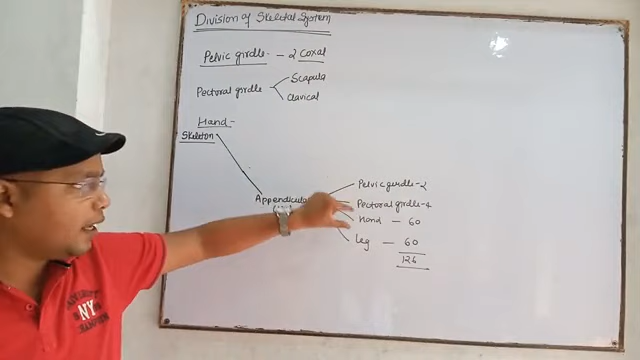 Division of Skeletal System
Pelvic girdle - 2 Coxal
Pectoral girdle
Scapula
Clavical
Hand -
Skeleton
Appendicula
Pelvic girdle-2
Pectoral girdle-4
Hand - 60
Leg - 60
126
NY